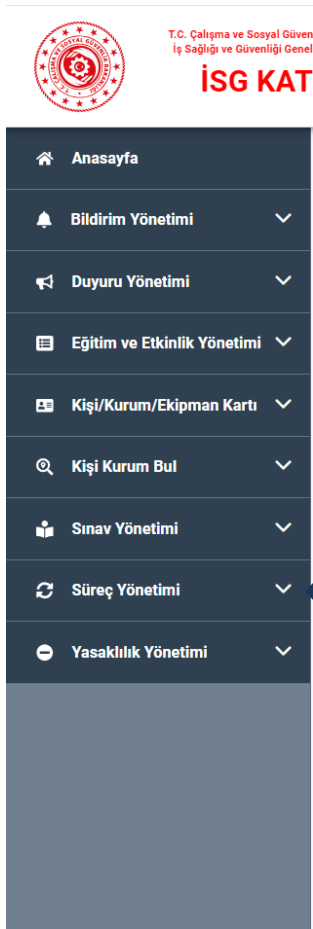 T.C. Çalışma ve Sosyal Güven
İş Sağlığı ve Güvenliği Genel
İSG KAT
Anasayfa
Bildirim Yönetimi
Duyuru Yönetimi
Eğitim ve Etkinlik Yönetimi
Kişi/Kurum/Ekipman Kartı
Kişi Kurum Bul
Sınav Yönetimi
Süreç Yönetimi
Yasaklılık Yönetimi